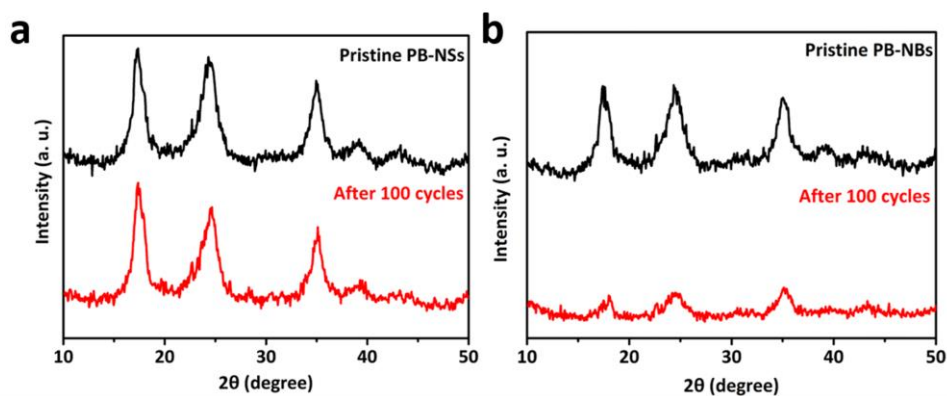 a
Pristine PB-NSs
After 100 cycles
Intensity (a. u.)
10 20 30 40 50
2θ (degree)
b
Pristine PB-NBs
After 100 cycles
Intensity (a. u.)
10 20 30 40 50
2θ (degree)